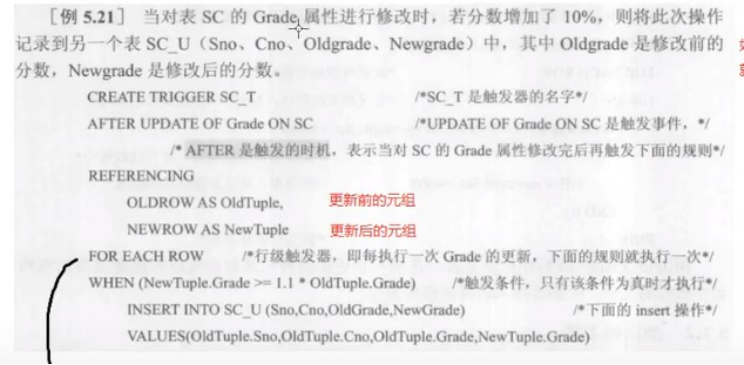 ［例 5.21］ 当对表 SC 的 Grade 属性进行修改时，若分数增加了 10%，则将此次操作
记录到另一个表 SC_U（Sno、Cno、Oldgrade、Newgrade）中，其中 Oldgrade 是修改前的
分数，Newgrade 是修改后的分数。
CREATE TRIGGER SC_T /*SC_T 是触发器的名字*/
AFTER UPDATE OF Grade ON SC /*UPDATE OF Grade ON SC 是触发事件，*/
/* AFTER 是触发的时机，表示当对 SC 的 Grade 属性修改完后再触发下面的规则*/
REFERENCING
OLDROW AS OldTuple, 更新前的元组
NEWROW AS NewTuple 更新后的元组
FOR EACH ROW /*行级触发器，即每执行一次 Grade 的更新，下面的规则就执行一次*/
WHEN (NewTuple.Grade >= 1.1 * OldTuple.Grade) /*触发条件，只有该条件为真时才执行*/
INSERT INTO SC_U (Sno,Cno,OldGrade,NewGrade) /*下面的 insert 操作*/
VALUES(OldTuple.Sno,OldTuple.Cno,OldTuple.Grade,NewTuple.Grade)